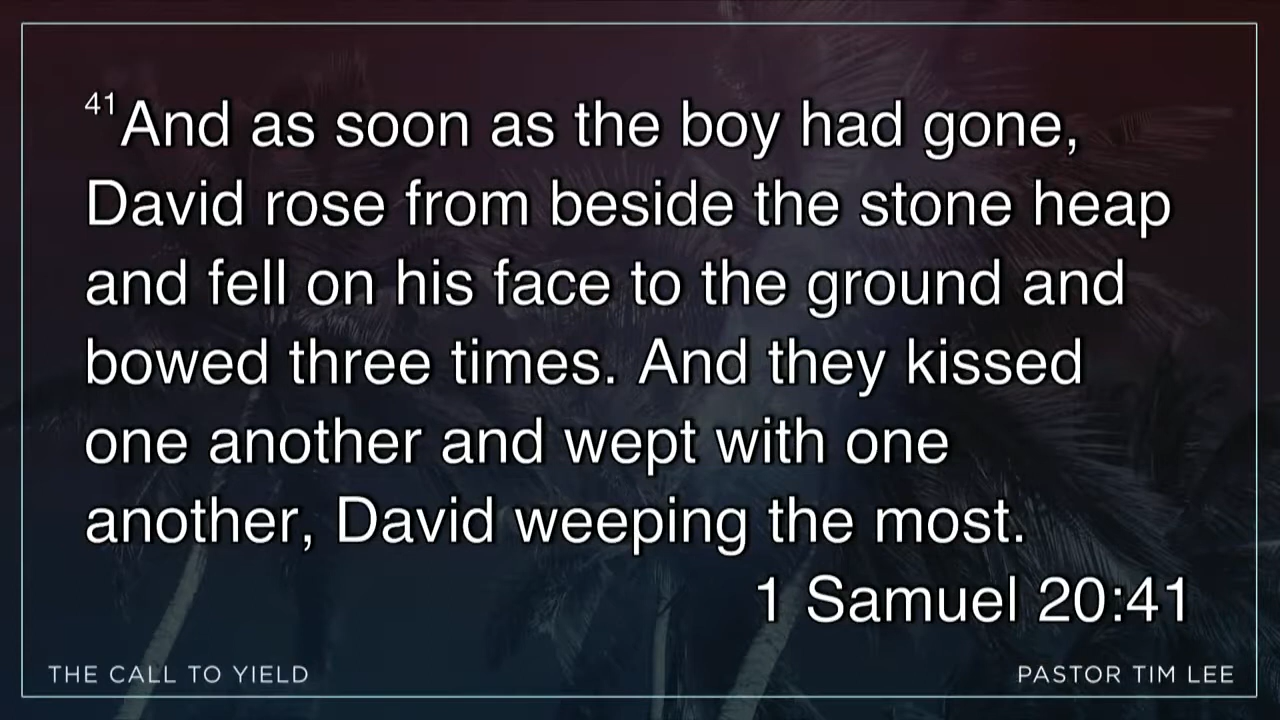 41 And as soon as the boy had gone,
David rose from beside the stone heap
and fell on his face to the ground and
bowed three times. And they kissed
one another and wept with one
another, David weeping the most.
1 Samuel 20:41
THE CALL TO YIELD
PASTOR TIM LEE